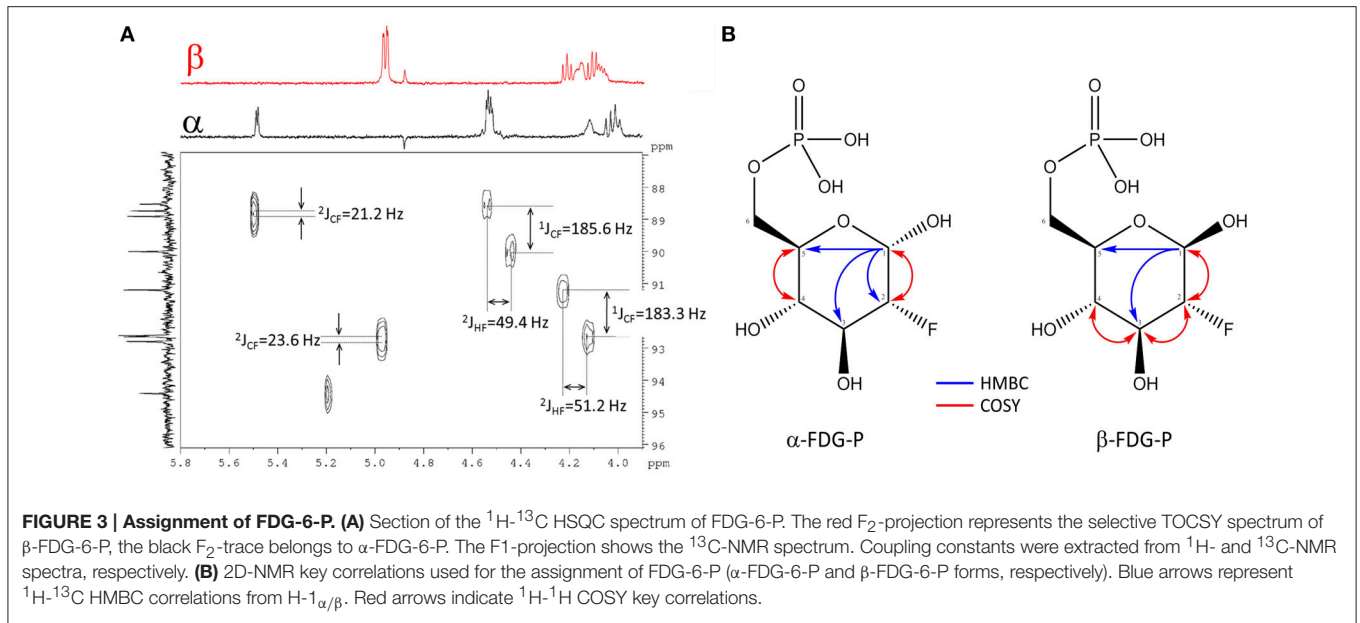 A
β
α
ppm
88
89
90
91
93
94
95
96
²J_CF=21.2 Hz
¹J_CF=185.6 Hz
²J_HF=49.4 Hz
¹J_CF=183.3 Hz
²J_CF=23.6 Hz
²J_HF=51.2 Hz
5.8 5.6 5.4 5.2 5.0 4.8 4.6 4.4 4.2 4.0 ppm
B
O
P
OH
O
OH
6
O
OH
5
1
4
2
HO
3
F
OH
α-FDG-P
HMBC
COSY
O
P
OH
O
OH
6
O
OH
5
1
4
2
HO
3
F
OH
β-FDG-P
FIGURE 3 | Assignment of FDG-6-P. (A) Section of the ¹H-¹³C HSQC spectrum of FDG-6-P. The red F₂-projection represents the selective TOCSY spectrum of
β-FDG-6-P, the black F₂-trace belongs to α-FDG-6-P. The F1-projection shows the ¹³C-NMR spectrum. Coupling constants were extracted from ¹H- and ¹³C-NMR
spectra, respectively. (B) 2D-NMR key correlations used for the assignment of FDG-6-P (α-FDG-6-P and β-FDG-6-P forms, respectively). Blue arrows represent
¹H-¹³C HMBC correlations from H-1α/β. Red arrows indicate ¹H-¹H COSY key correlations.